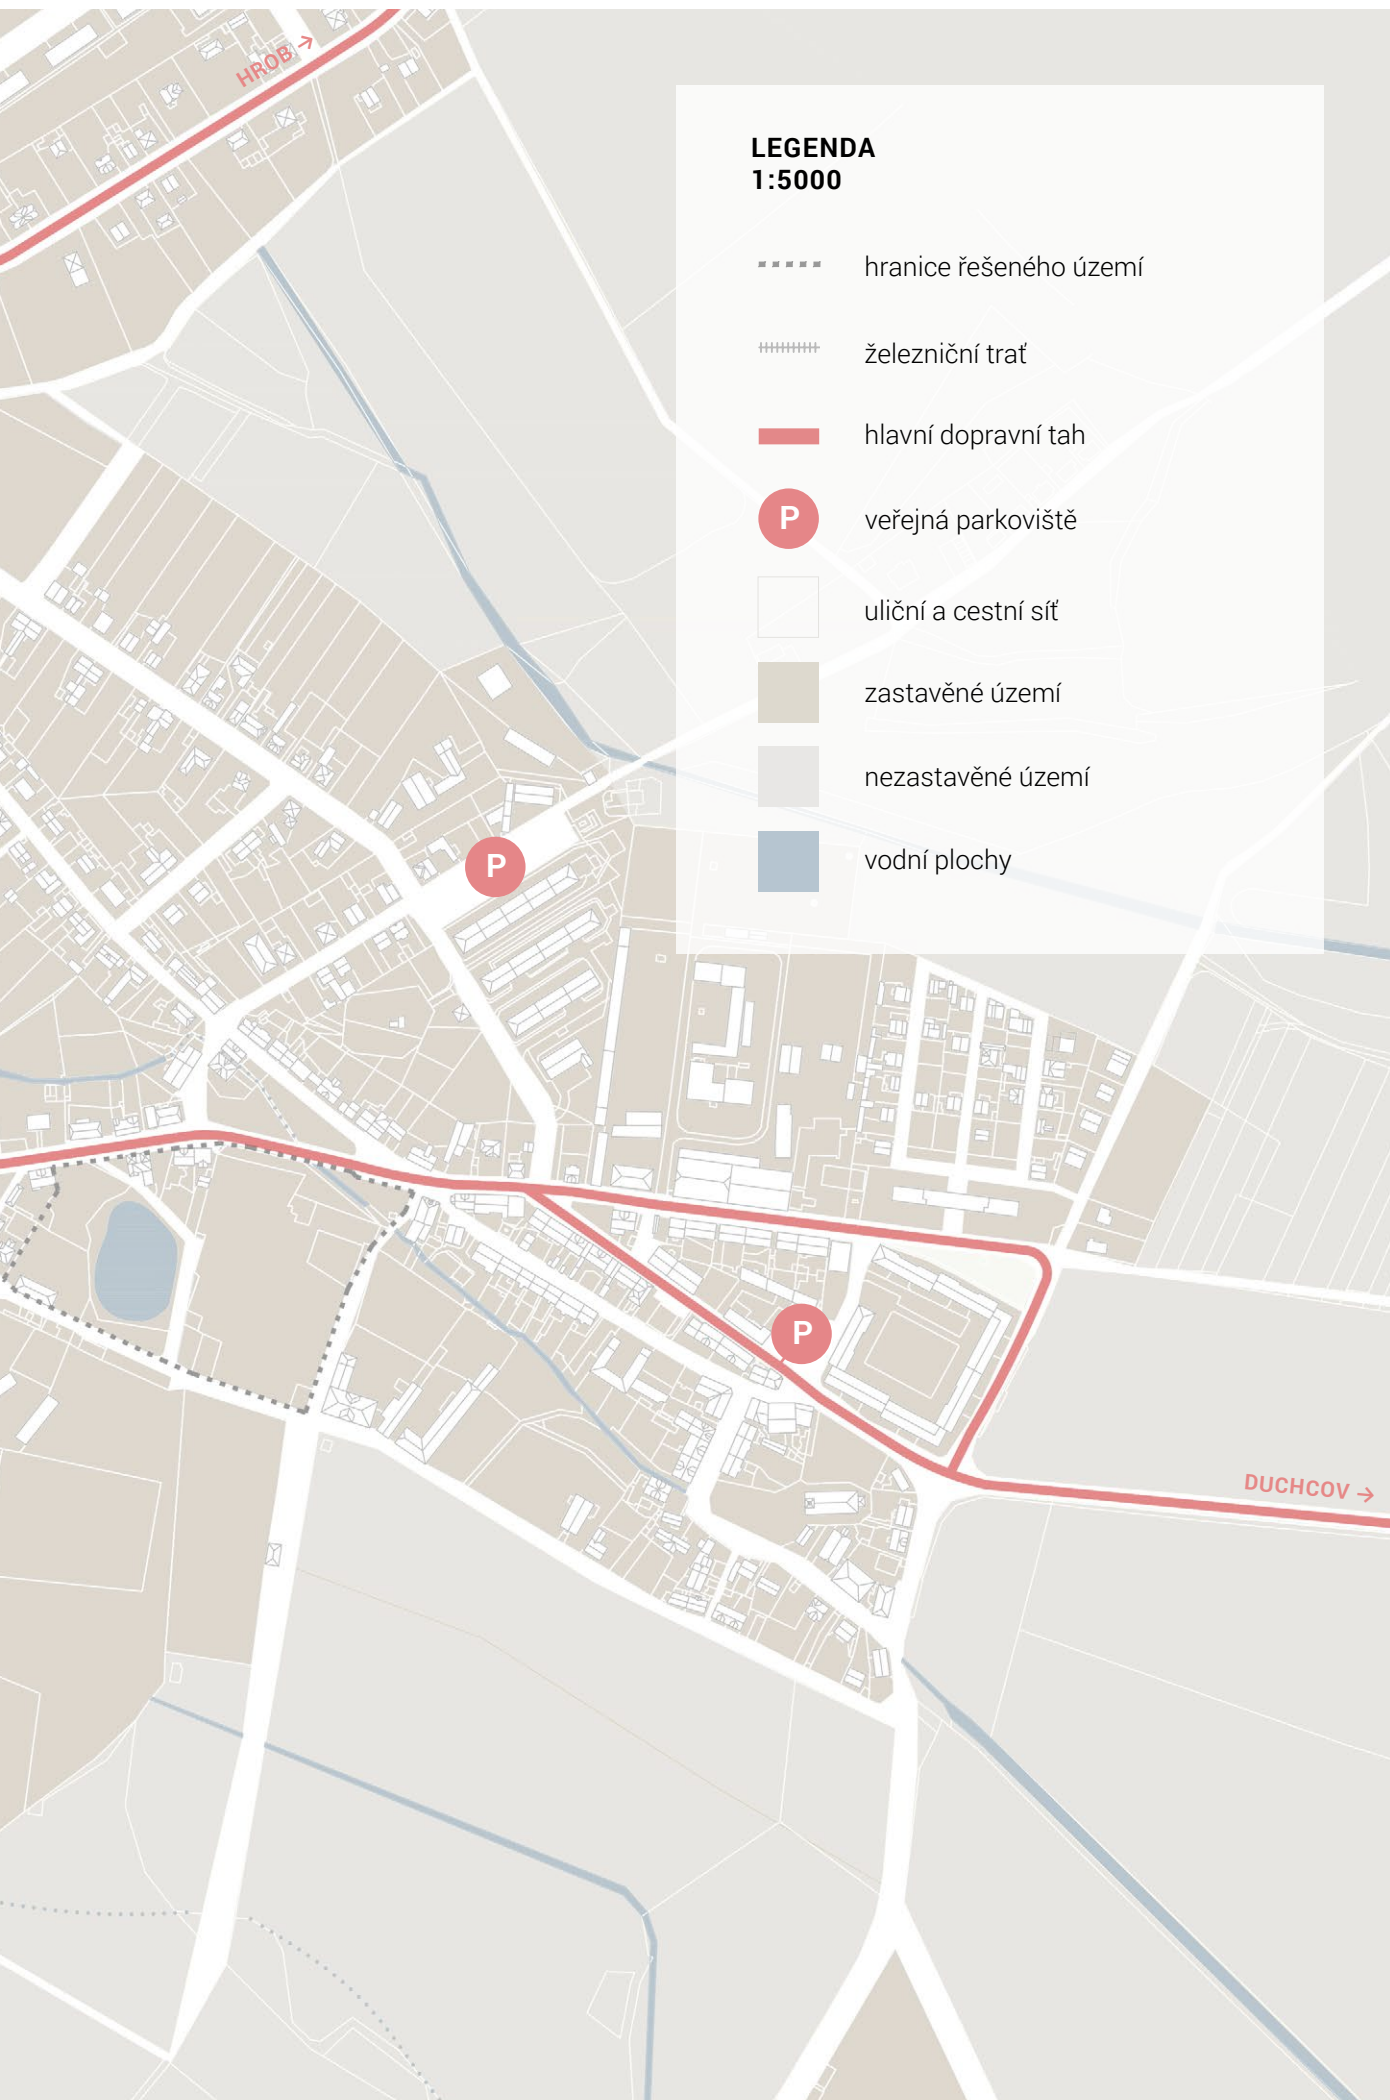 HROB →
LEGENDA
1:5000
hranice řešeného území
železniční trať
hlavní dopravní tah
P veřejná parkoviště
uliční a cestní síť
zastavěné území
nezastavěné území
vodní plochy
P
P
DUCHCOV →